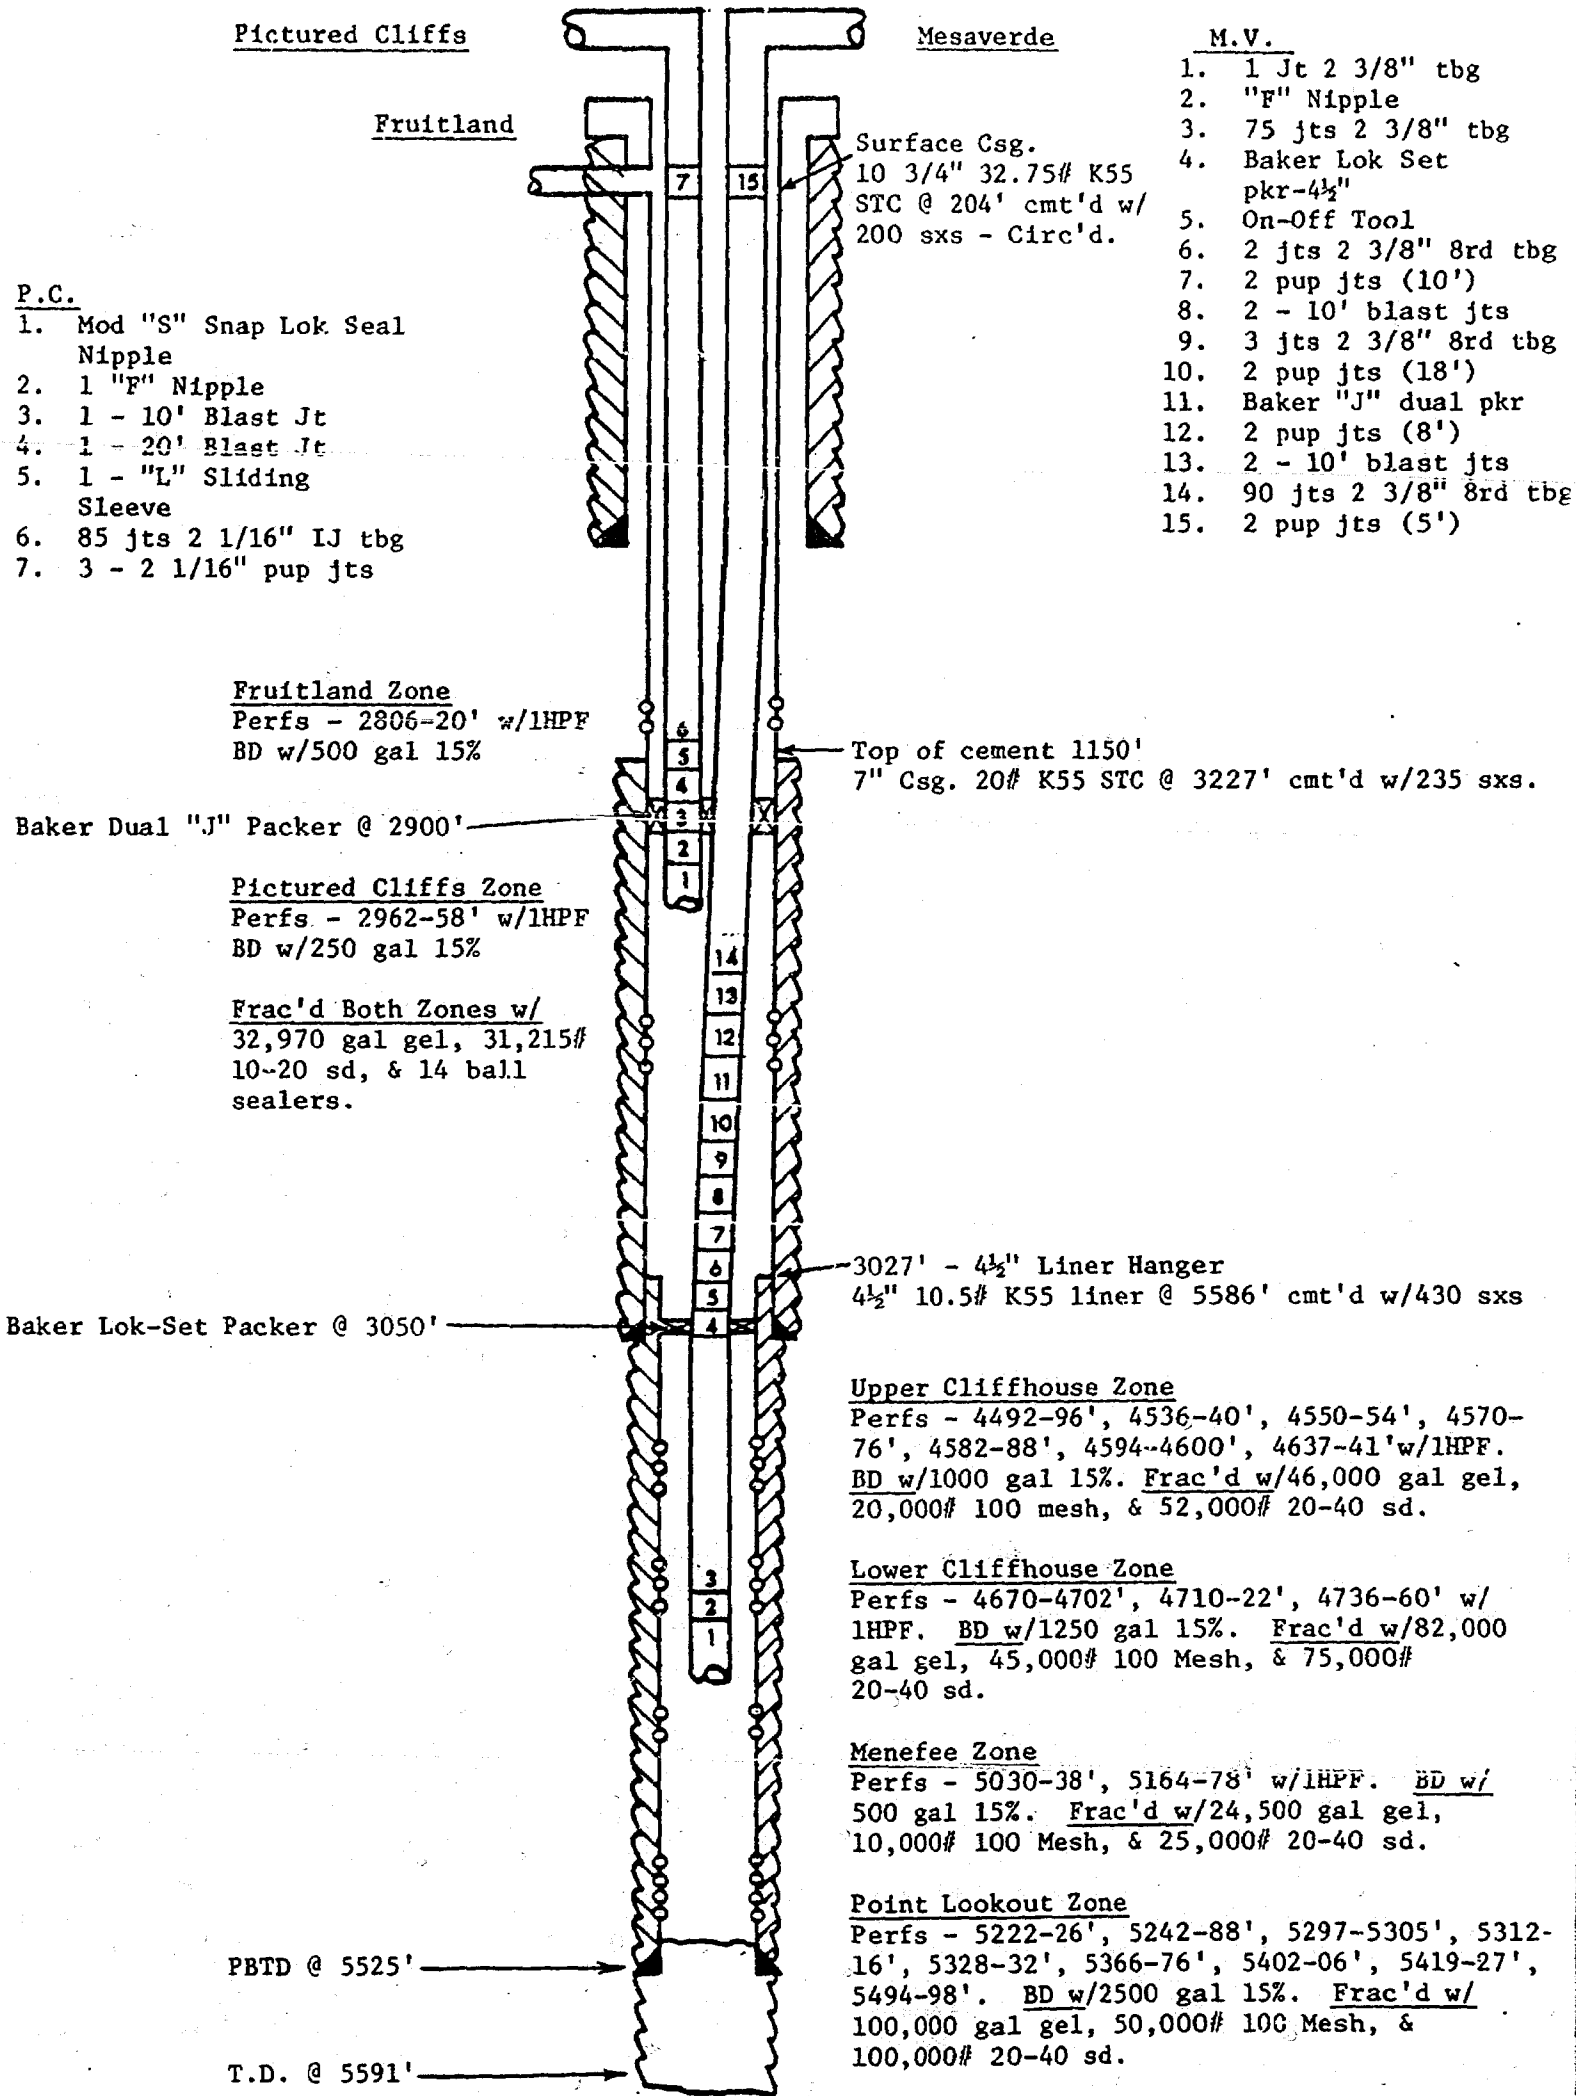 Pictured Cliffs
Mesaverde
Fruitland
M.V.
1. 1 Jt 2 3/8" tbg
2. "F" Nipple
3. 75 jts 2 3/8" tbg
4. Baker Lok Set
pkr-4½"
5. On-Off Tool
6. 2 jts 2 3/8" 8rd tbg
7. 2 pup jts (10')
8. 2 - 10' blast jts
9. 3 jts 2 3/8" 8rd tbg
10. 2 pup jts (18')
11. Baker "J" dual pkr
12. 2 pup jts (8')
13. 2 - 10' blast jts
14. 90 jts 2 3/8" 8rd tbg
15. 2 pup jts (5')
Surface Csg.
10 3/4" 32.75# K55
STC @ 204' cmt'd w/
200 sxs - Circ'd.
7
15
P.C.
1. Mod "S" Snap Lok Seal
Nipple
2. 1 "F" Nipple
3. 1 - 10' Blast Jt
4. 1 - 20' Blast Jt
5. 1 - "L" Sliding
Sleeve
6. 85 jts 2 1/16" IJ tbg
7. 3 - 2 1/16" pup jts
Fruitland Zone
Perfs - 2806-20' w/1HPF
BD w/500 gal 15%
6
5
4
3
2
1
Top of cement 1150'
7" Csg. 20# K55 STC @ 3227' cmt'd w/235 sxs.
Baker Dual "J" Packer @ 2900'
Pictured Cliffs Zone
Perfs - 2962-58' w/1HPF
BD w/250 gal 15%
Frac'd Both Zones w/
32,970 gal gel, 31,215#
10-20 sd, & 14 ball
sealers.
14
13
12
11
10
9
8
7
6
5
4
3027' - 4½" Liner Hanger
4½" 10.5# K55 liner @ 5586' cmt'd w/430 sxs
Baker Lok-Set Packer @ 3050'
Upper Cliffhouse Zone
Perfs - 4492-96', 4536-40', 4550-54', 4570-
76', 4582-88', 4594-4600', 4637-41'w/1HPF.
BD w/1000 gal 15%. Frac'd w/46,000 gal gel,
20,000# 100 mesh, & 52,000# 20-40 sd.
3
2
1
Lower Cliffhouse Zone
Perfs - 4670-4702', 4710-22', 4736-60' w/
1HPF. BD w/1250 gal 15%. Frac'd w/82,000
gal gel, 45,000# 100 Mesh, & 75,000#
20-40 sd.
Menefee Zone
Perfs - 5030-38', 5164-78' w/1HPF. BD w/
500 gal 15%. Frac'd w/24,500 gal gel,
10,000# 100 Mesh, & 25,000# 20-40 sd.
Point Lookout Zone
Perfs - 5222-26', 5242-88', 5297-5305', 5312-
16', 5328-32', 5366-76', 5402-06', 5419-27',
5494-98'. BD w/2500 gal 15%. Frac'd w/
100,000 gal gel, 50,000# 100 Mesh, &
100,000# 20-40 sd.
PBTD @ 5525'
T.D. @ 5591'